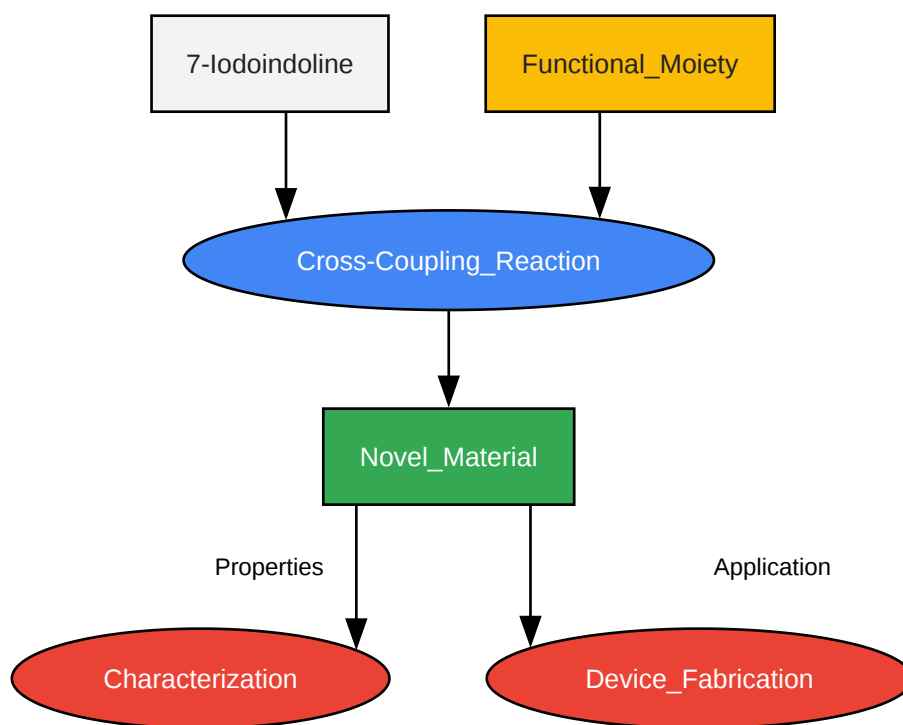 7-Iodoindoline
Functional_Moiety
Cross-Coupling_Reaction
Novel_Material
Properties
Application
Characterization
Device_Fabrication